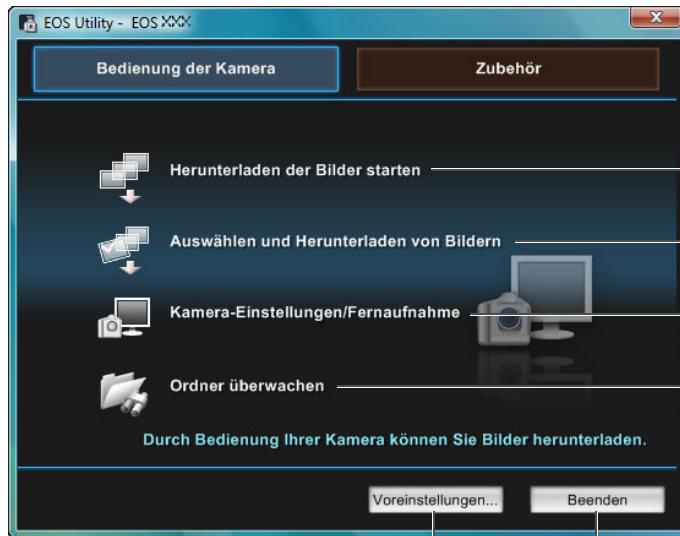 EOS Utility - EOS XXX
X
Bedienung der Kamera
Zubehör
Herunterladen der Bilder starten
Auswählen und Herunterladen von Bildern
Kamera-Einstellungen/Fernaufnahme
Ordner überwachen
Durch Bedienung Ihrer Kamera können Sie Bilder herunterladen.
Voreinstellungen...
Beenden